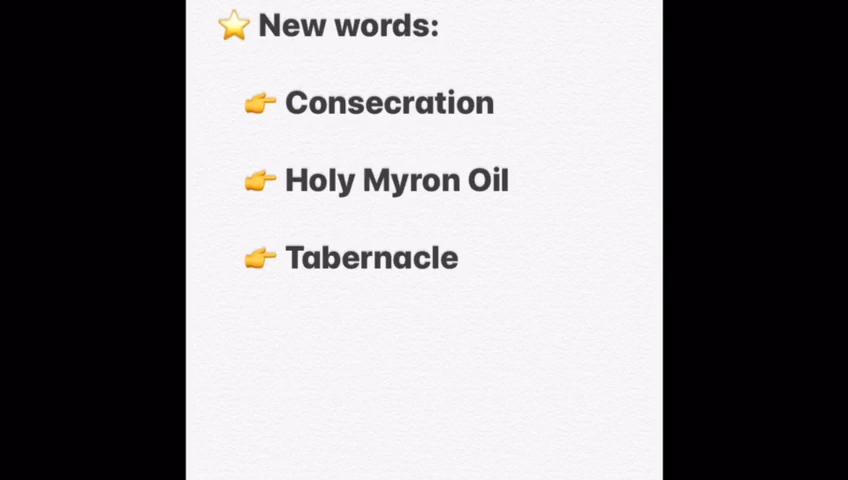 ⭐ New words:
👉 Consecration
👉 Holy Myron Oil
👉 Tabernacle